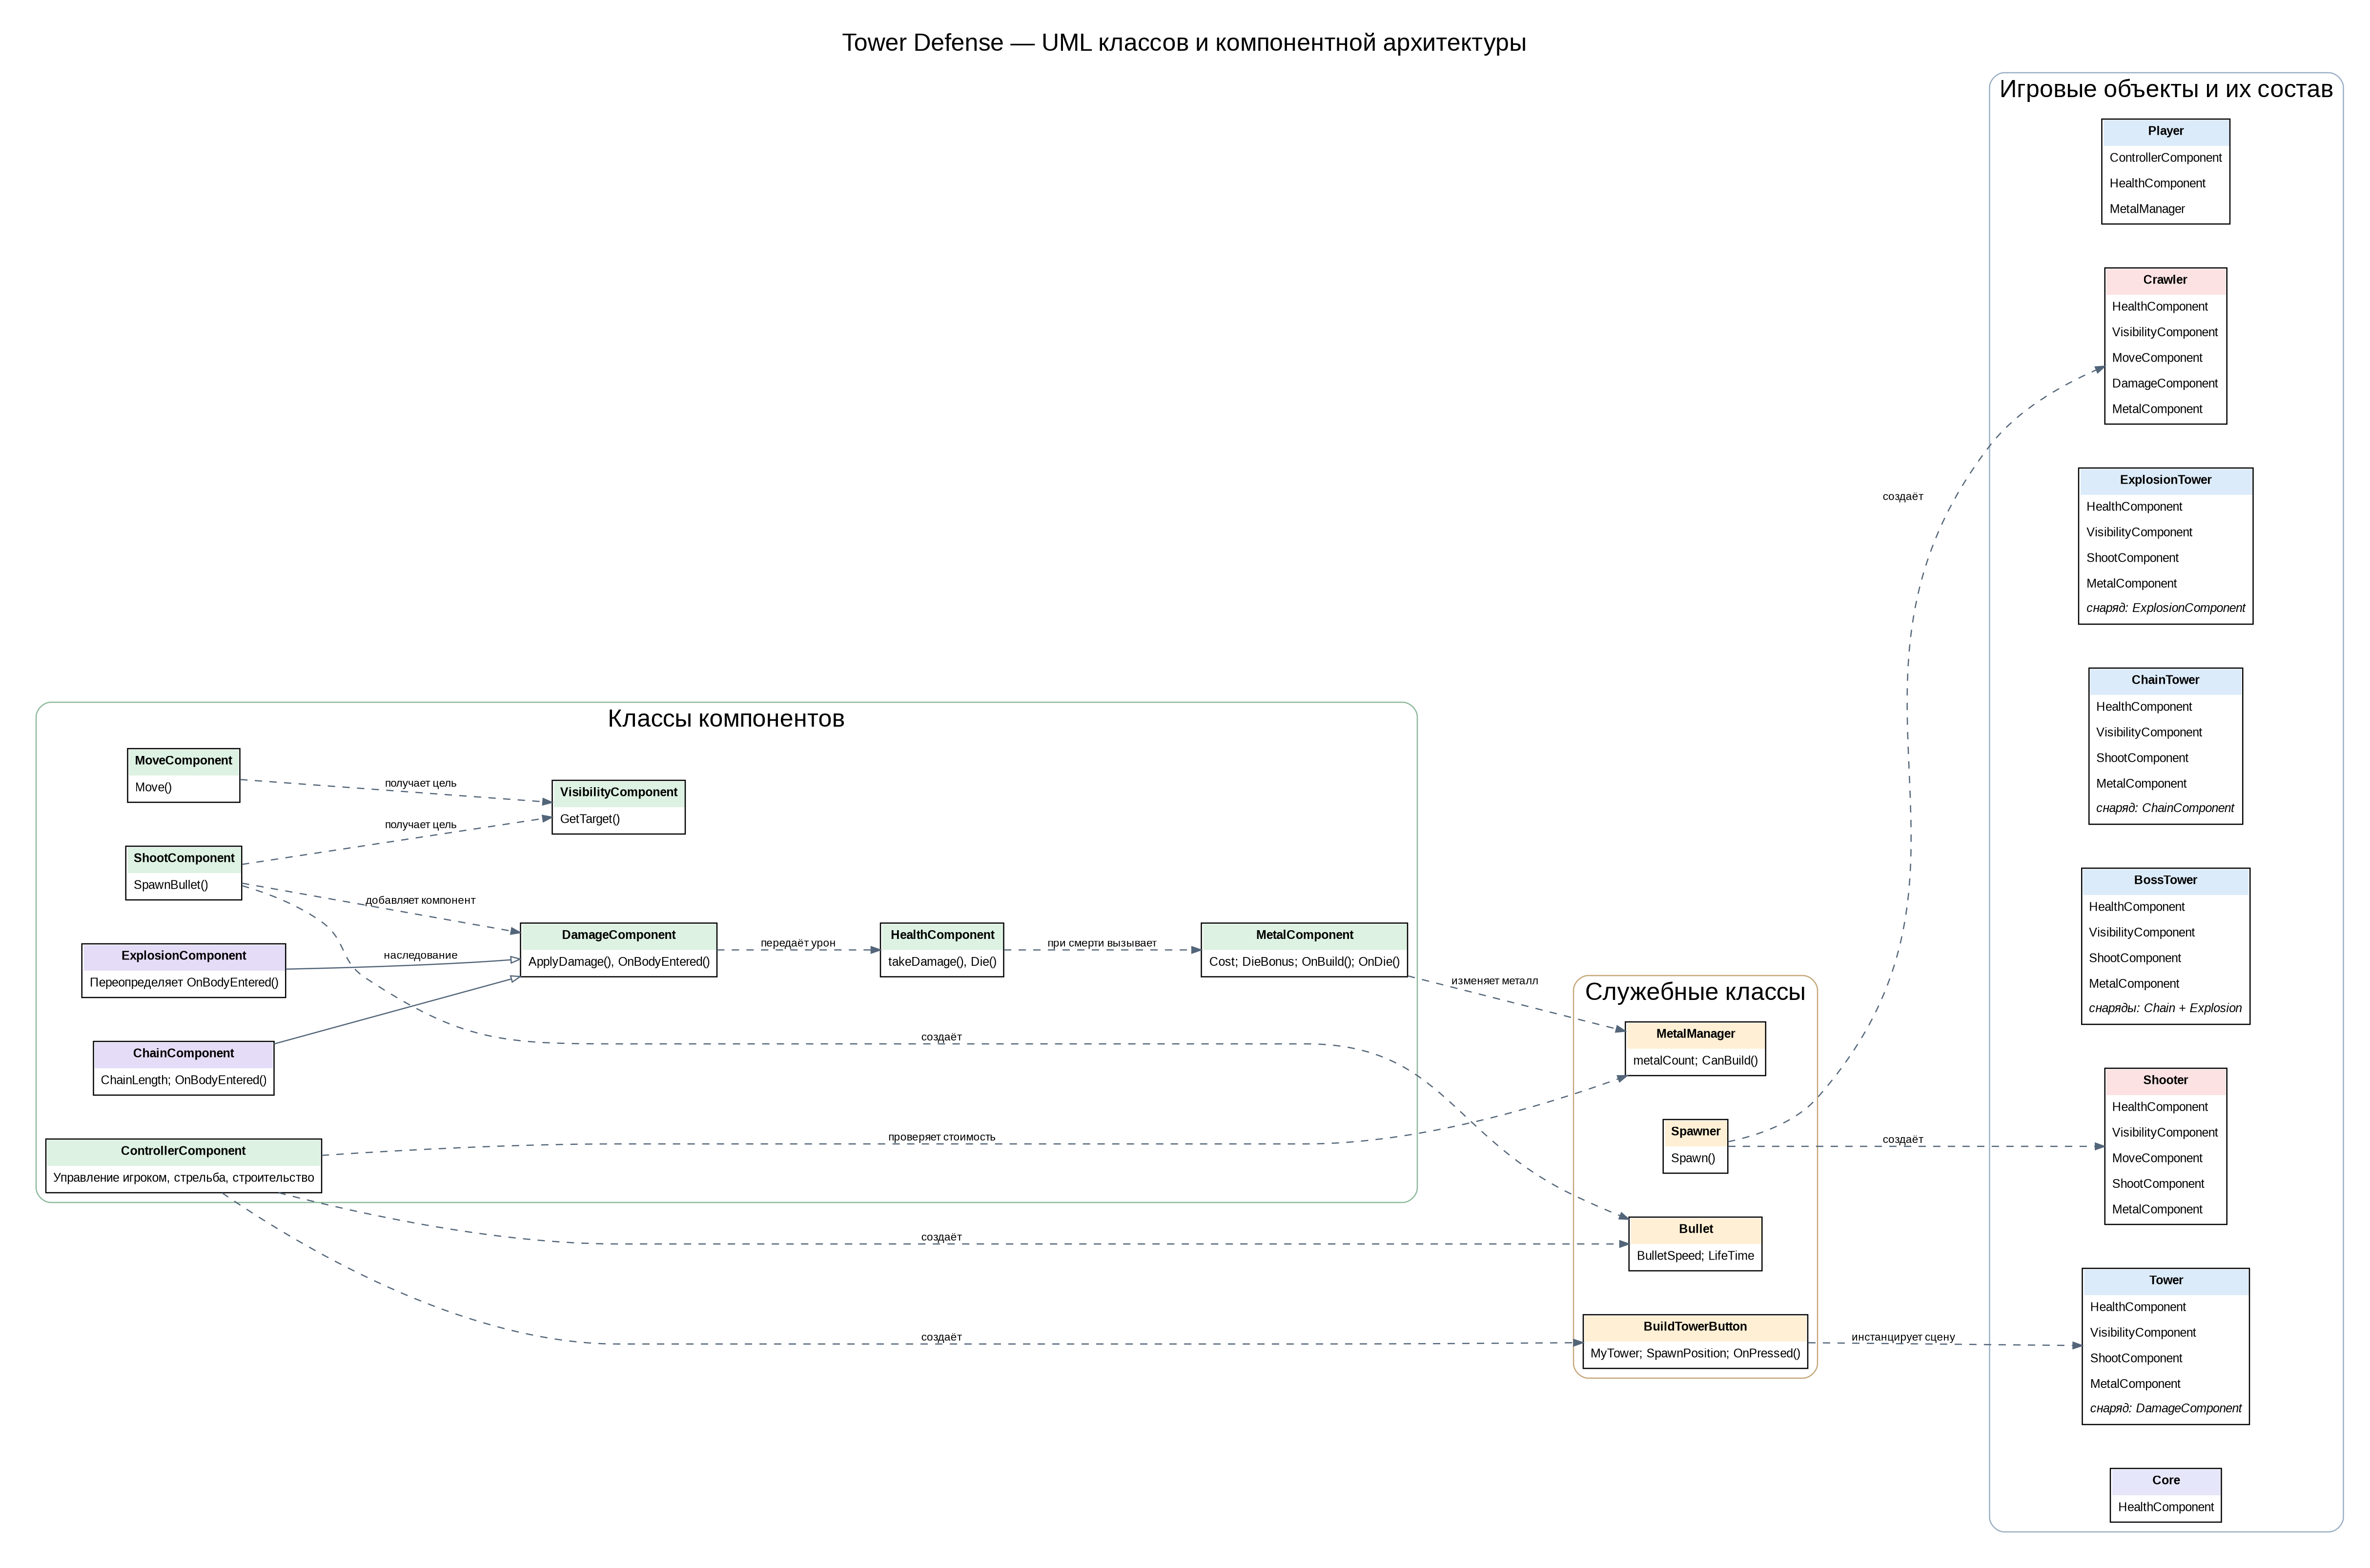 Tower Defense — UML классов и компонентной архитектуры
Классы компонентов
MoveComponent
Move()
получает цель
VisibilityComponent
GetTarget()
ShootComponent
SpawnBullet()
получает цель
добавляет компонент
ExplosionComponent
Переопределяет OnBodyEntered()
наследование
DamageComponent
ApplyDamage(), OnBodyEntered()
передаёт урон
HealthComponent
takeDamage(), Die()
при смерти вызывает
MetalComponent
Cost; DieBonus; OnBuild(); OnDie()
изменяет металл
ChainComponent
ChainLength; OnBodyEntered()
создаёт
ControllerComponent
Управление игроком, стрельба, строительство
проверяет стоимость
создаёт
создаёт
Служебные классы
MetalManager
metalCount; CanBuild()
Spawner
Spawn()
создаёт
создаёт
Bullet
BulletSpeed; LifeTime
BuildTowerButton
MyTower; SpawnPosition; OnPressed()
инстанцирует сцену
Игровые объекты и их состав
Player
ControllerComponent
HealthComponent
MetalManager
Crawler
HealthComponent
VisibilityComponent
MoveComponent
DamageComponent
MetalComponent
ExplosionTower
HealthComponent
VisibilityComponent
ShootComponent
MetalComponent
снаряд: ExplosionComponent
ChainTower
HealthComponent
VisibilityComponent
ShootComponent
MetalComponent
снаряд: ChainComponent
BossTower
HealthComponent
VisibilityComponent
ShootComponent
MetalComponent
снаряды: Chain + Explosion
Shooter
HealthComponent
VisibilityComponent
MoveComponent
ShootComponent
MetalComponent
Tower
HealthComponent
VisibilityComponent
ShootComponent
MetalComponent
снаряд: DamageComponent
Core
HealthComponent